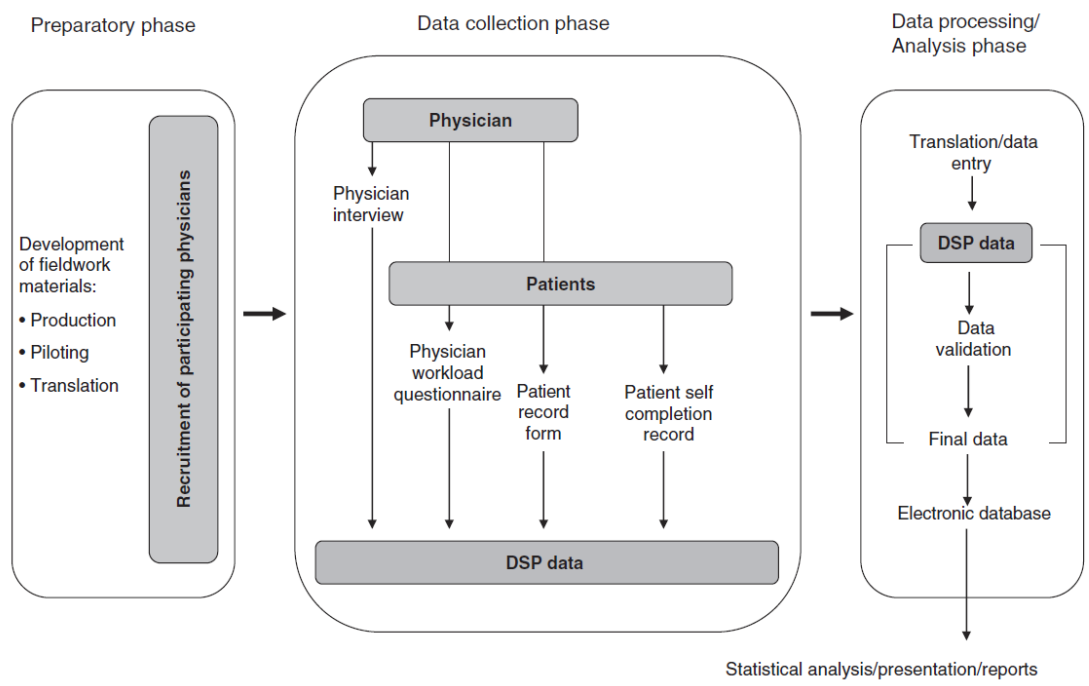 Preparatory phase
Data collection phase
Data processing/
Analysis phase
Development
of fieldwork
materials:
• Production
• Piloting
• Translation
Recruitment of participating physicians
Physician
Physician
interview
Patients
Physician
workload
questionnaire
Patient
record
form
Patient self
completion
record
DSP data
Translation/data
entry
DSP data
Data
validation
Final data
Electronic database
Statistical analysis/presentation/reports